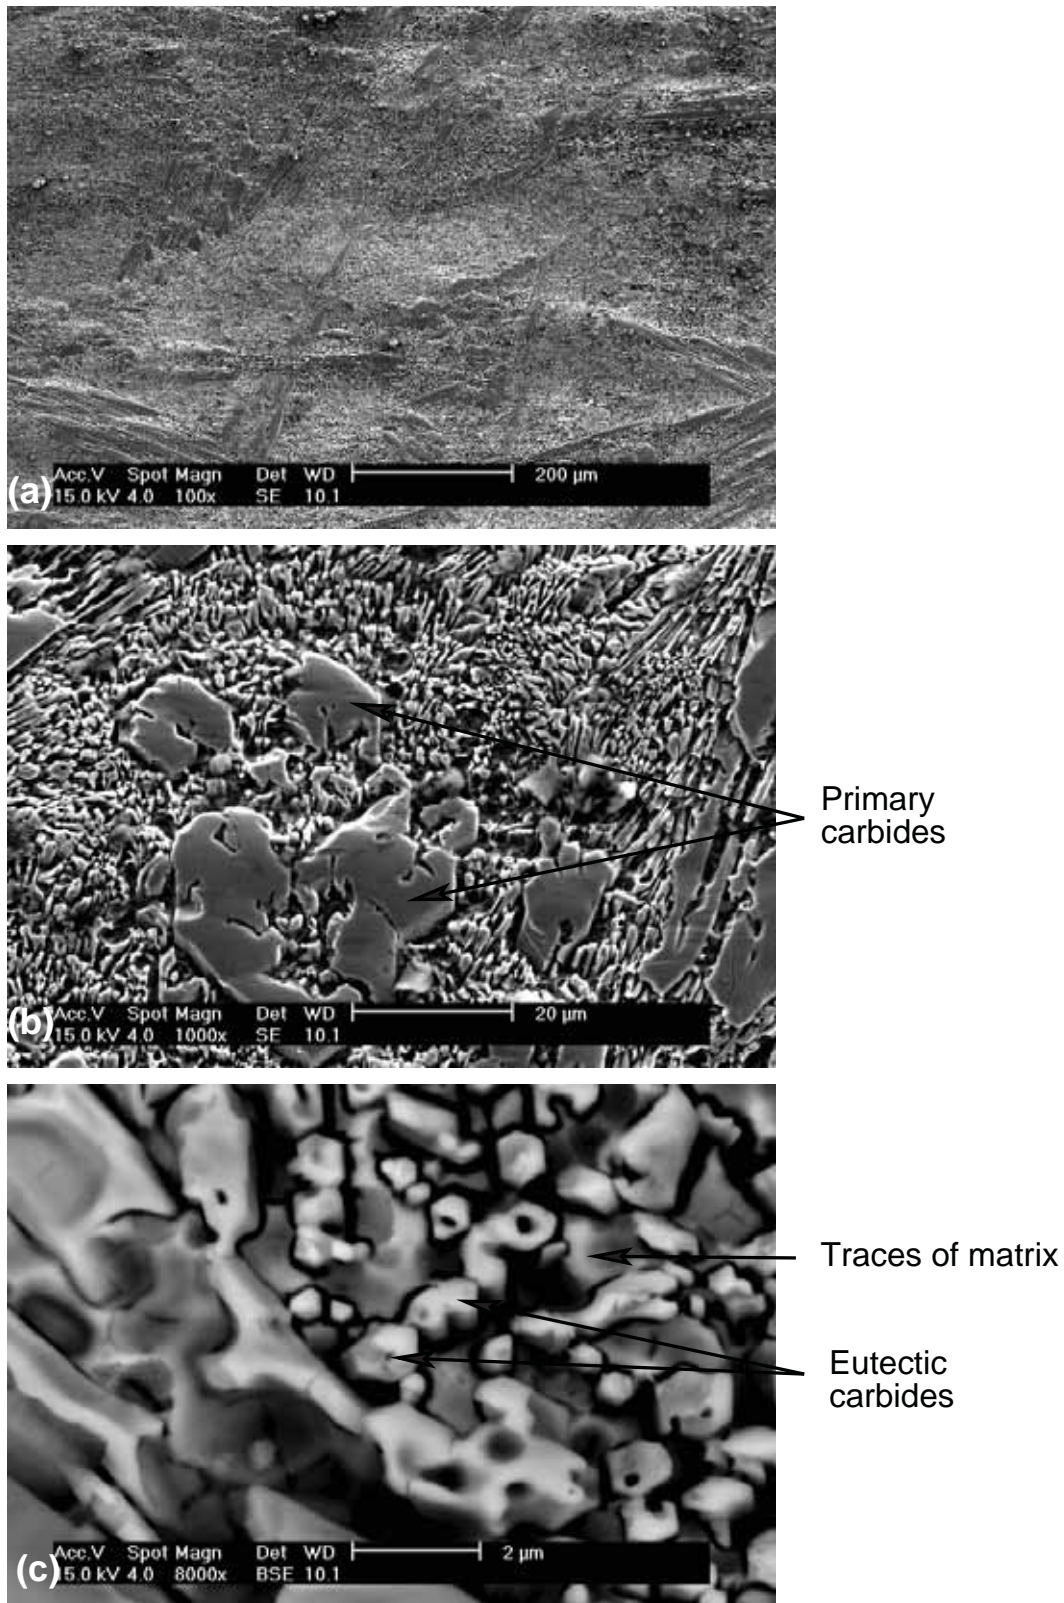 Acc.V Spot Magn Det WD 200 µm
(a) 15.0 kV 4.0 100x SE 10.1
Acc.V Spot Magn Det WD 20 µm
(b) 15.0 kV 4.0 1000x SE 10.1
Primary
carbides
Acc.V Spot Magn Det WD 2 µm
(c) 5.0 kV 4.0 8000x BSE 10.1
Traces of matrix
Eutectic
carbides